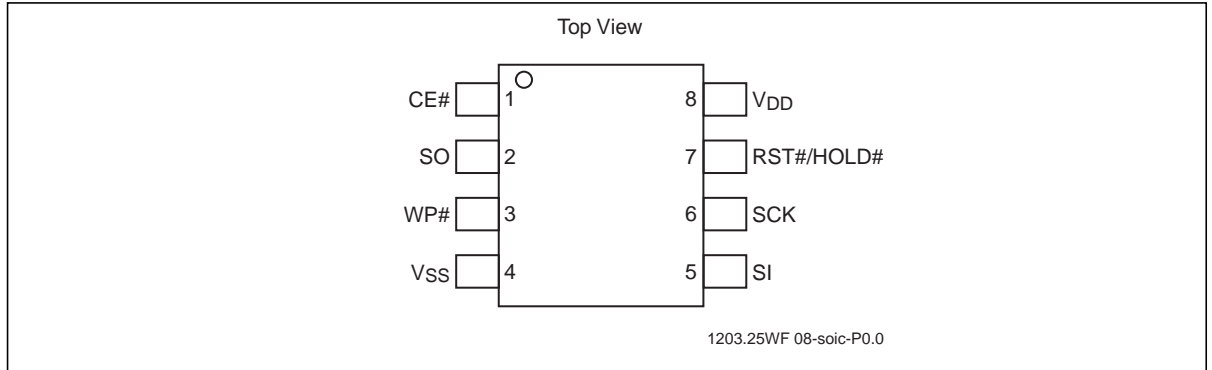 Top View
CE# 1 8 VDD
SO 2 7 RST#/HOLD#
WP# 3 6 SCK
VSS 4 5 SI
1203.25WF 08-soic-P0.0